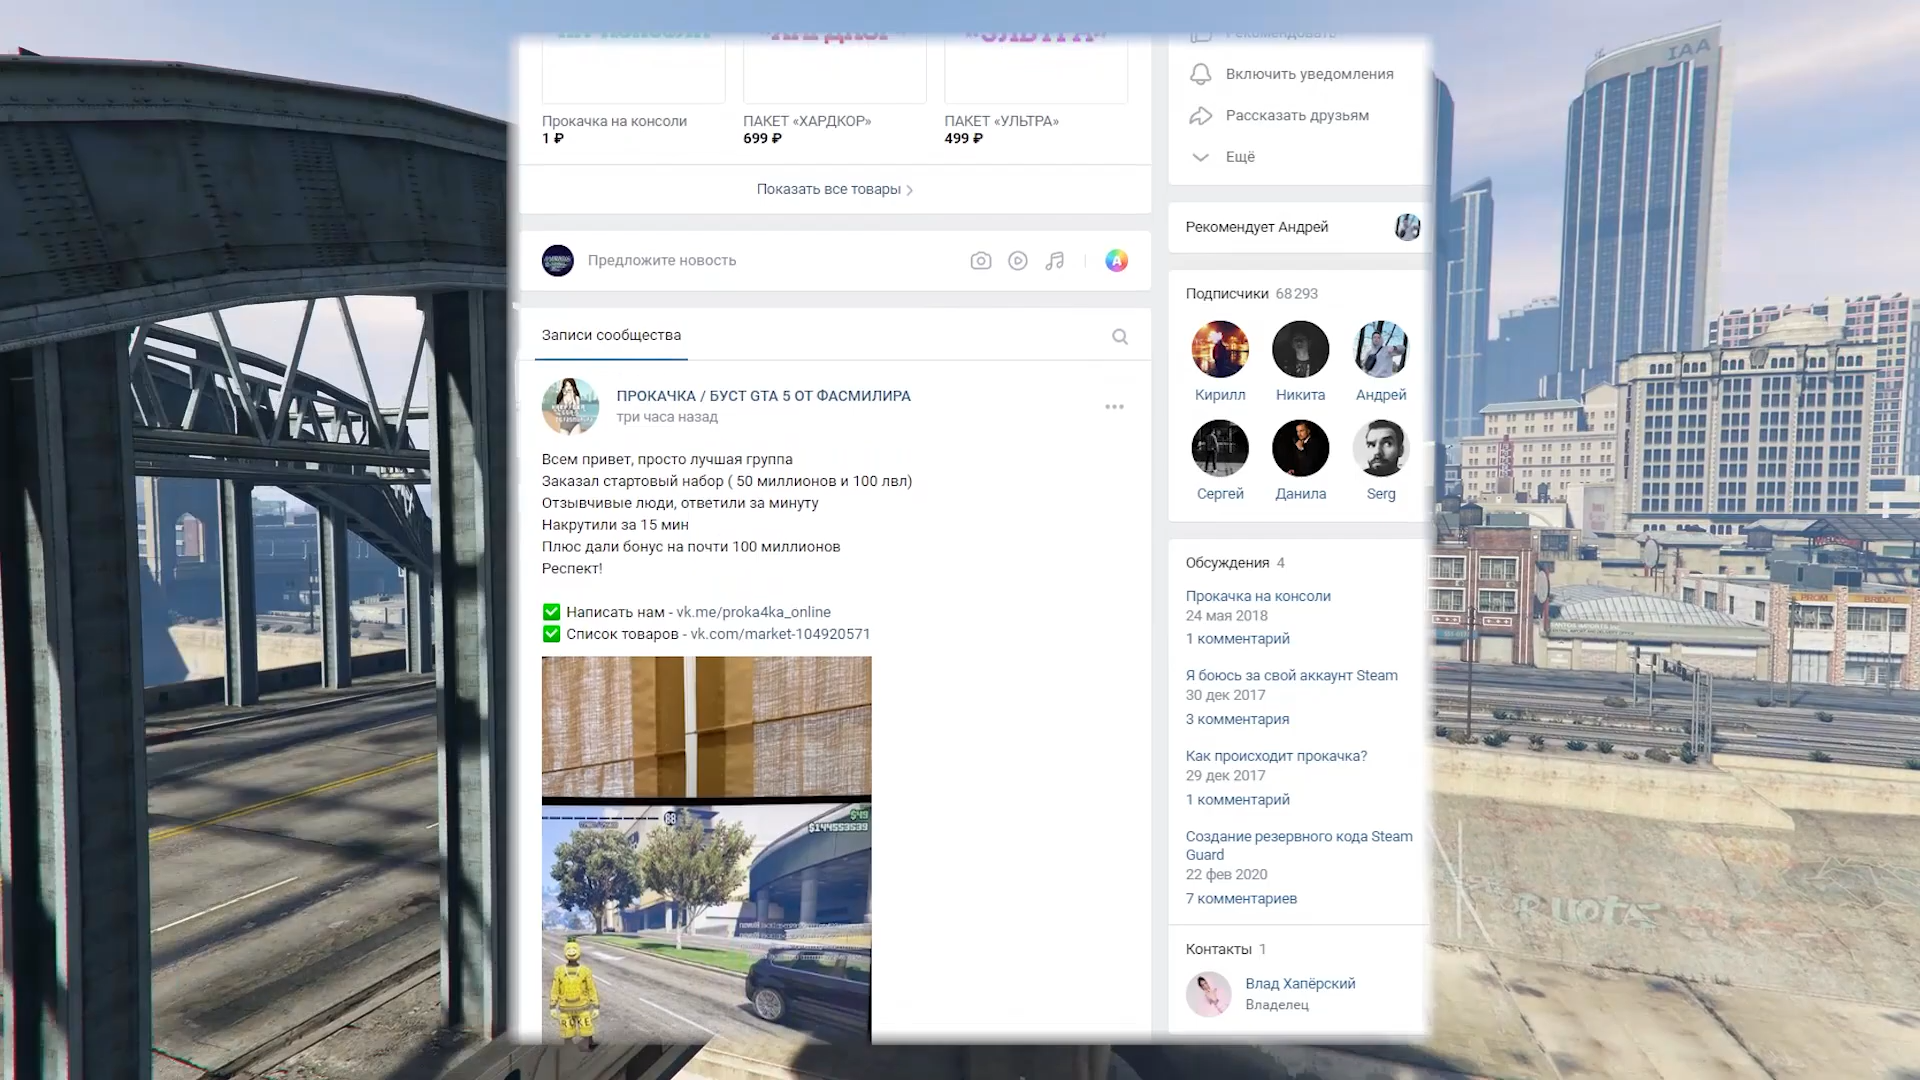 «ХАРДКОР»
«УЛЬТРА»
Прокачка на консоли
1 ₽
ПАКЕТ «ХАРДКОР»
699 ₽
ПАКЕТ «УЛЬТРА»
499 ₽
Показать все товары
Предложите новость
Записи сообщества
ПРОКАЧКА / БУСТ GTA 5 ОТ ФАСМИЛИРА
три часа назад
Всем привет, просто лучшая группа
Заказал стартовый набор ( 50 миллионов и 100 лвл)
Отзывчивые люди, ответили за минуту
Накрутили за 15 мин
Плюс дали бонус на почти 100 миллионов
Респект!
Написать нам - vk.me/proka4ka_online
Список товаров - vk.com/market-104920571
Рекомендовать
Включить уведомления
Рассказать друзьям
Ещё
Рекомендует Андрей
Подписчики 68 293
Кирилл
Никита
Андрей
Сергей
Данила
Serg
Обсуждения 4
Прокачка на консоли
24 мая 2018
1 комментарий
Я боюсь за свой аккаунт Steam
30 дек 2017
3 комментария
Как происходит прокачка?
29 дек 2017
1 комментарий
Создание резервного кода Steam
Guard
22 фев 2020
7 комментариев
Контакты 1
Влад Хапёрский
Владелец
IAA